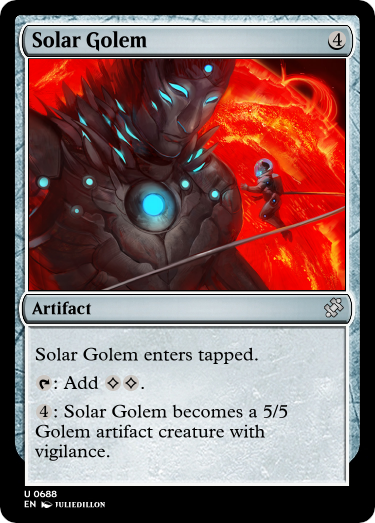 Solar Golem 4
Artifact
Solar Golem enters tapped.
: Add .
4 : Solar Golem becomes a 5/5
Golem artifact creature with
vigilance.
U 0688
EN JULIEDILLON